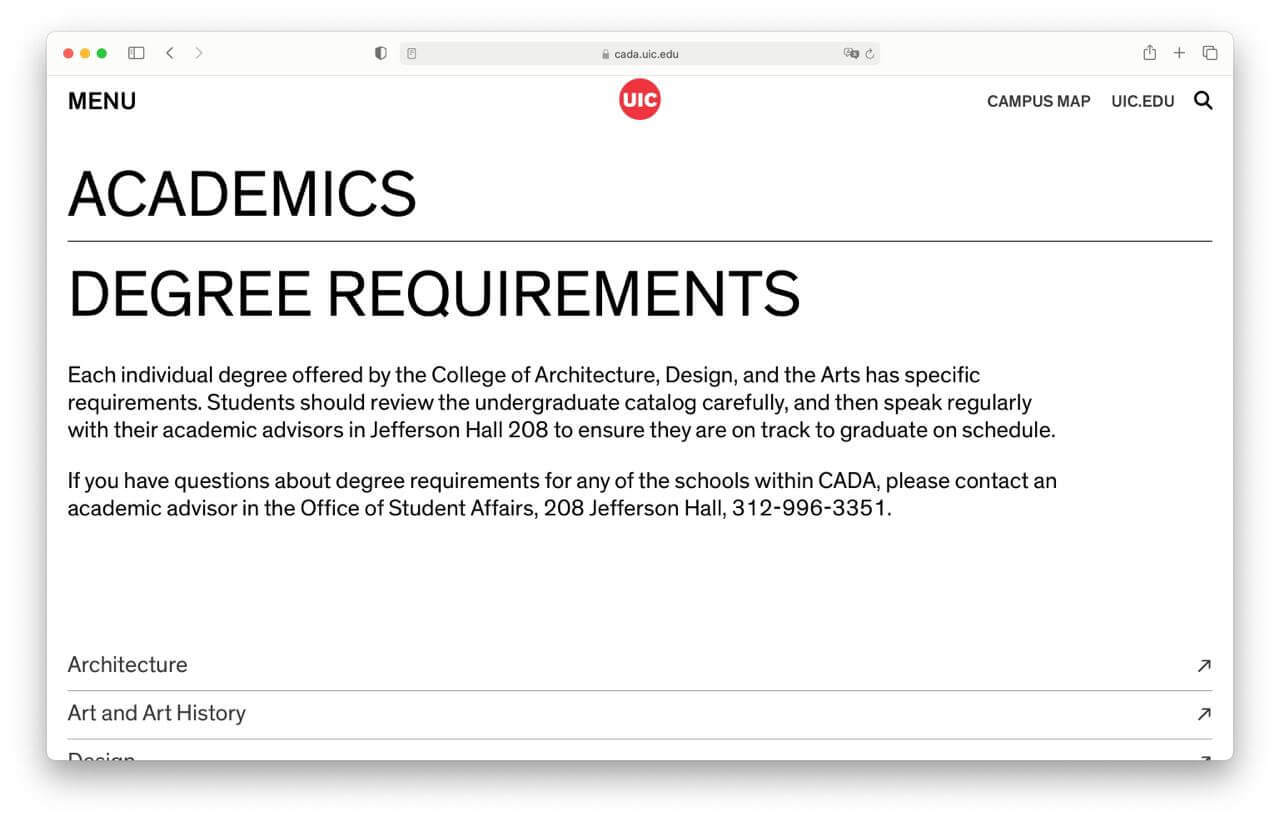 cada.uic.edu
MENU
UIC
CAMPUS MAP
UIC.EDU
ACADEMICS
DEGREE REQUIREMENTS
Each individual degree offered by the College of Architecture, Design, and the Arts has specific
requirements. Students should review the undergraduate catalog carefully, and then speak regularly
with their academic advisors in Jefferson Hall 208 to ensure they are on track to graduate on schedule.
If you have questions about degree requirements for any of the schools within CADA, please contact an
academic advisor in the Office of Student Affairs, 208 Jefferson Hall, 312-996-3351.
Architecture
Art and Art History
Design